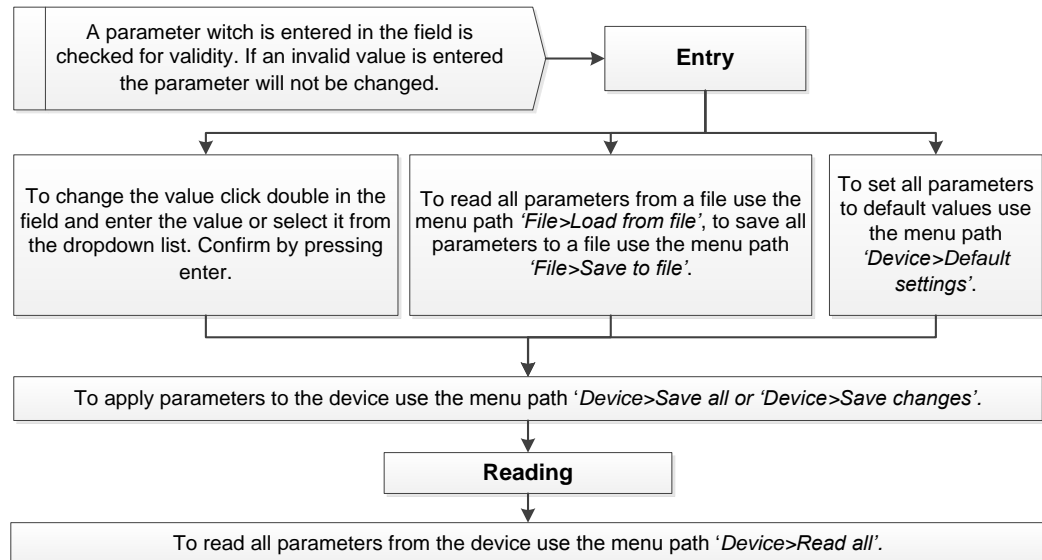 A parameter witch is entered in the field is
checked for validity. If an invalid value is entered
the parameter will not be changed.
Entry
To change the value click double in the
field and enter the value or select it from
the dropdown list. Confirm by pressing
enter.
To read all parameters from a file use the
menu path ‘File>Load from file’, to save all
parameters to a file use the menu path
‘File>Save to file’.
To set all parameters
to default values use
the menu path
‘Device>Default
settings’.
To apply parameters to the device use the menu path ‘Device>Save all or ‘Device>Save changes’.
Reading
To read all parameters from the device use the menu path ‘Device>Read all’.